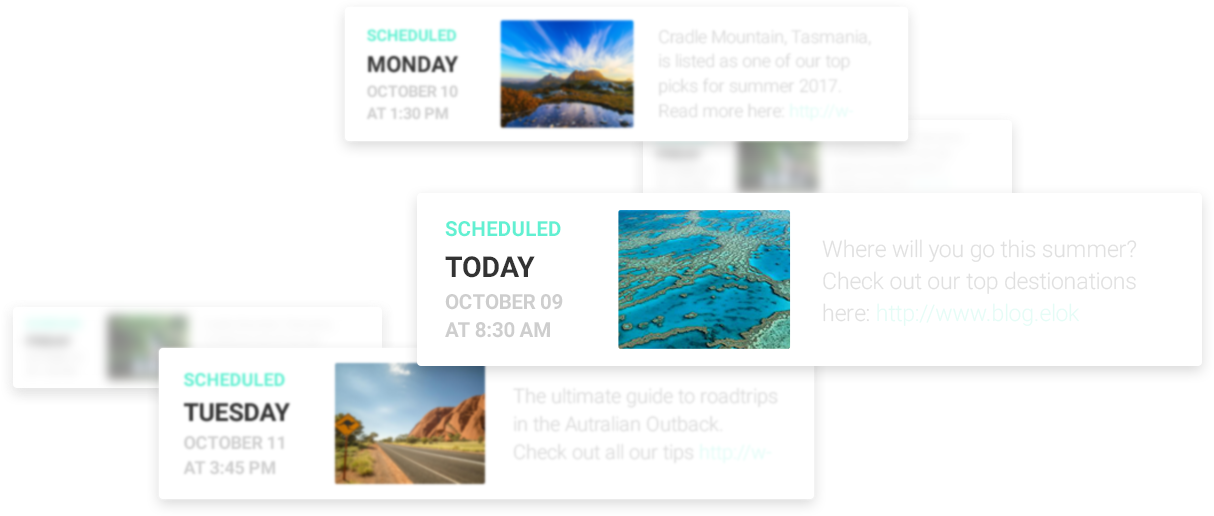 SCHEDULED
MONDAY
OCTOBER 10
AT 1:30 PM
Cradle Mountain, Tasmania,
is listed as one of our top
picks for summer 2017.
Read more here: http://w-
SCHEDULED
TODAY
OCTOBER 09
AT 8:30 AM
Where will you go this summer?
Check out our top destionations
here: http://www.blog elok
SCHEDULED
TUESDAY
OCTOBER 11
AT 3:45 PM
The ultimate guide to roadtrips
in the Autralian Outback.
Check out all our tips http://w-